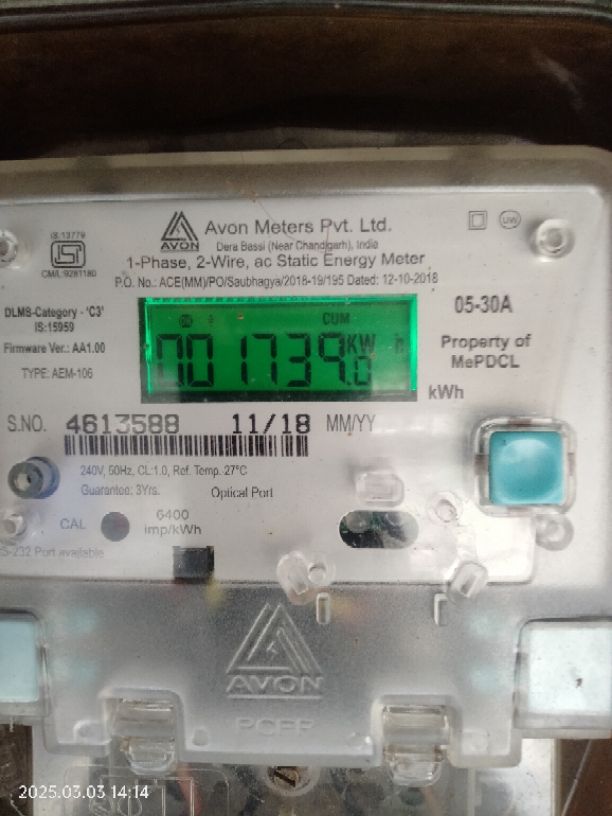 IS:13779
ISI
CM/L:9281180
AVON
Avon Meters Pvt. Ltd.
Dera Bassi (Near Chandigarh), India
1-Phase, 2-Wire, ac Static Energy Meter
P.O. No.: ACE(MM)/PO/Saubhagya/2018-19/195 Dated: 12-10-2018
UW
DLMS-Category - 'C3'
IS:15959
Firmware Ver.: AA1.00
TYPE: AEM-106
CUM
001739.0 KW h
05-30A
Property of
MePDCL
kWh
S.NO. 4613588 11/18 MM/YY
240V, 50Hz, CL:1.0, Ref. Temp. 27°C
Guarantee: 3Yrs. Optical Port
CAL
6400
imp/kWh
S-232 Port available
AVON
2025.03.03 14:14